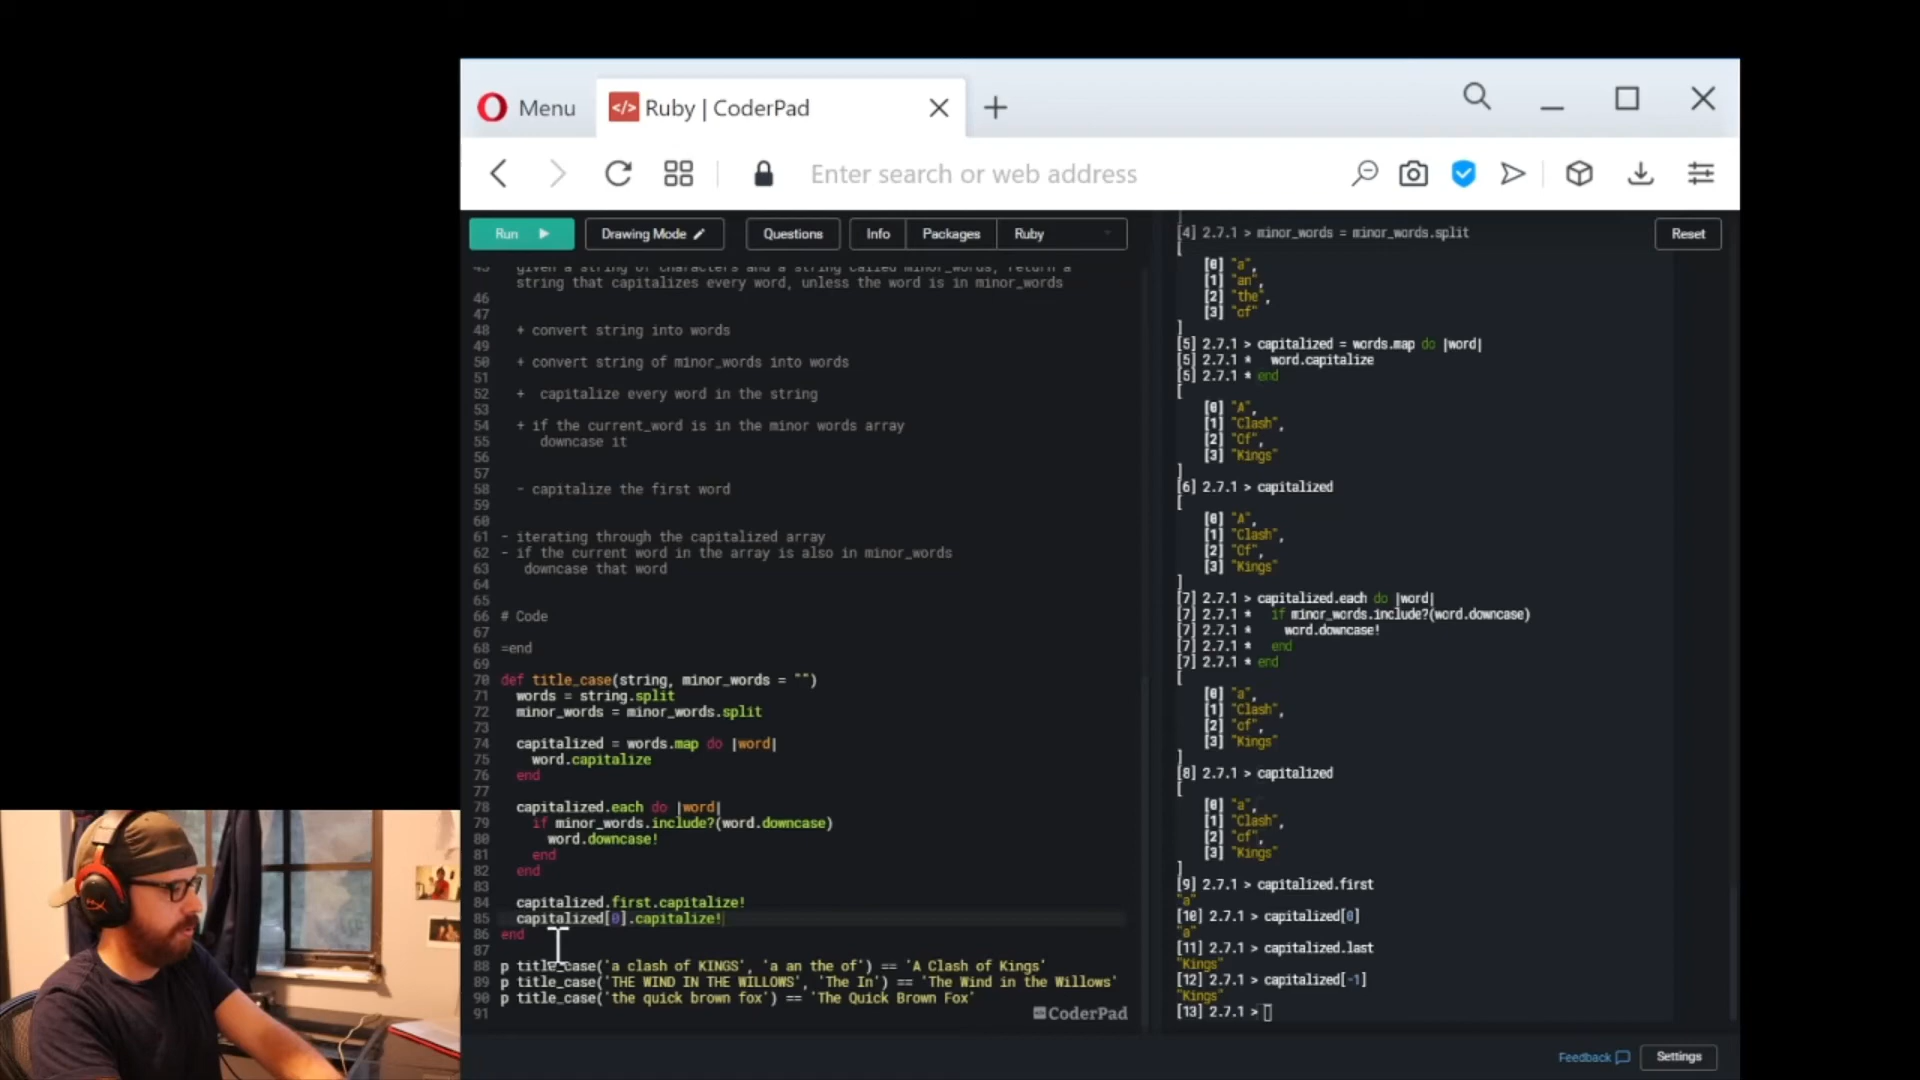 Menu
Ruby | CoderPad
Enter search or web address
Run
Drawing Mode
Questions
Info
Packages
Ruby
45 given a string of characters and a string called minor_words, return a
string that capitalizes every word, unless the word is in minor_words
46
47
48 + convert string into words
49
50 + convert string of minor_words into words
51
52 + capitalize every word in the string
53
54 + if the current_word is in the minor words array
55 downcase it
56
57
58 - capitalize the first word
59
60
61 - iterating through the capitalized array
62 - if the current word in the array is also in minor_words
63 downcase that word
64
65
66 # Code
67
68 =end
69
70 def title_case(string, minor_words = "")
71 words = string.split
72 minor_words = minor_words.split
73
74 capitalized = words.map do |word|
75 word.capitalize
76 end
77
78 capitalized.each do |word|
79 if minor_words.include?(word.downcase)
80 word.downcase!
81 end
82 end
83
84 capitalized.first.capitalize!
85 capitalized[0].capitalize!
86 end
87
88 p title_case('a clash of KINGS', 'a an the of') == 'A Clash of Kings'
89 p title_case('THE WIND IN THE WILLOWS', 'The In') == 'The Wind in the Willows'
90 p title_case('the quick brown fox') == 'The Quick Brown Fox'
91
CoderPad
Reset
[4] 2.7.1 > minor_words = minor_words.split
[
[0] "a",
[1] "an",
[2] "the",
[3] "of"
]
[5] 2.7.1 > capitalized = words.map do |word|
[5] 2.7.1 * word.capitalize
[5] 2.7.1 * end
[
[0] "A",
[1] "Clash",
[2] "Of",
[3] "Kings"
]
[6] 2.7.1 > capitalized
[
[0] "A",
[1] "Clash",
[2] "Of",
[3] "Kings"
]
[7] 2.7.1 > capitalized.each do |word|
[7] 2.7.1 * if minor_words.include?(word.downcase)
[7] 2.7.1 * word.downcase!
[7] 2.7.1 * end
[7] 2.7.1 * end
[
[0] "a",
[1] "Clash",
[2] "of",
[3] "Kings"
]
[8] 2.7.1 > capitalized
[
[0] "a",
[1] "Clash",
[2] "of",
[3] "Kings"
]
[9] 2.7.1 > capitalized.first
"a"
[10] 2.7.1 > capitalized[0]
"a"
[11] 2.7.1 > capitalized.last
"Kings"
[12] 2.7.1 > capitalized[-1]
"Kings"
[13] 2.7.1 >
Feedback
Settings